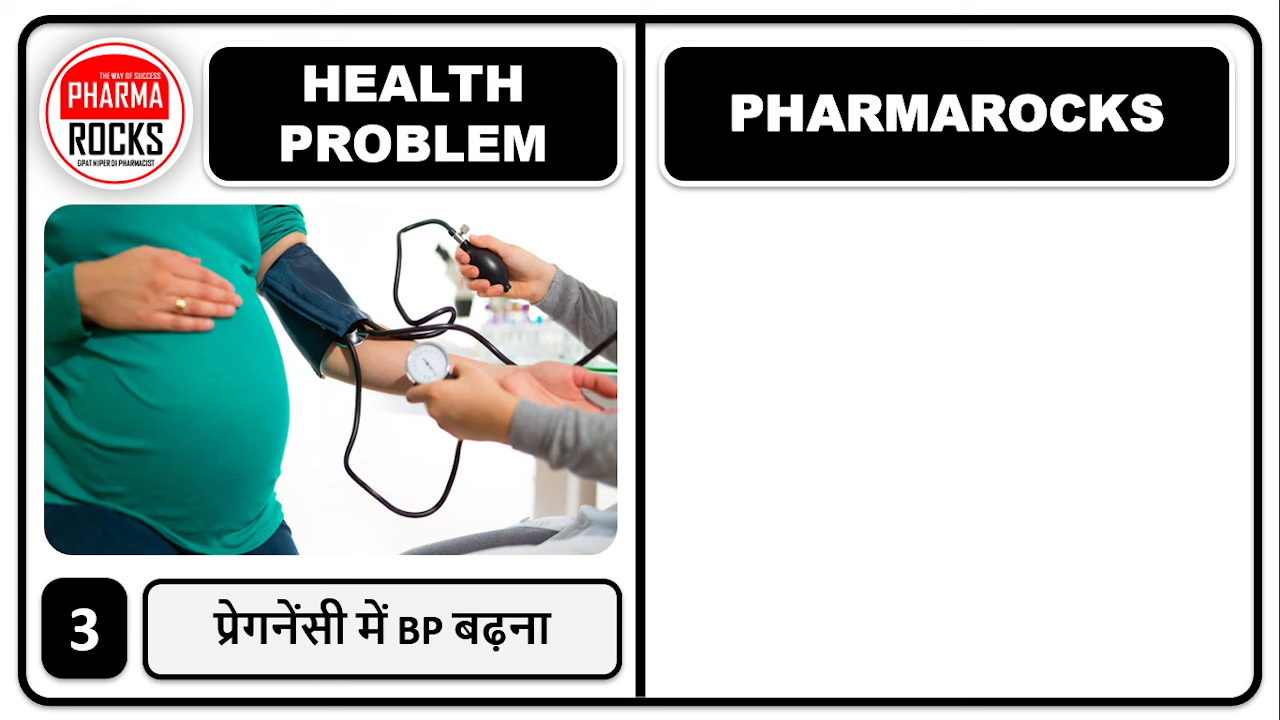 THE WAY OF SUCCESS
PHARMA
ROCKS
GPAT NIPER DI PHARMACIST
HEALTH
PROBLEM
PHARMAROCKS
3
प्रेगनेंसी में BP बढ़ना